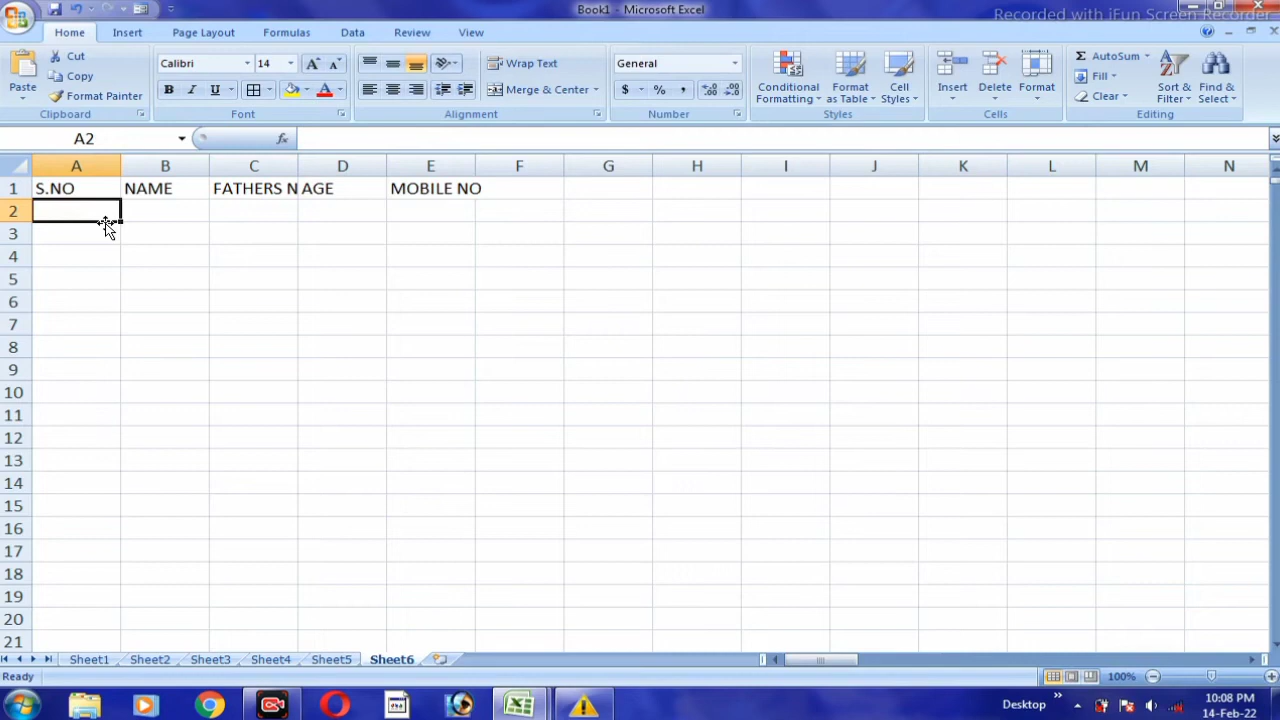 Book1 - Microsoft Excel
Recorded with iFun Screen Recorder
Home Insert Page Layout Formulas Data Review View
Paste Cut Copy Format Painter
Clipboard
Calibri 14
B I U A
Font
Wrap Text
Merge & Center
Alignment
General
$ % ,
Number
Conditional Formatting Format as Table Cell Styles
Styles
Insert Delete Format
Cells
Σ AutoSum Fill Clear Sort & Filter Find & Select
Editing
A2 fx
A B C D E F G H I J K L M N
1 S.NO NAME FATHERS N AGE MOBILE NO
2
3
4
5
6
7
8
9
10
11
12
13
14
15
16
17
18
19
20
21
Sheet1 Sheet2 Sheet3 Sheet4 Sheet5 Sheet6
Ready 100%
Desktop 10:08 PM
14-Feb-22